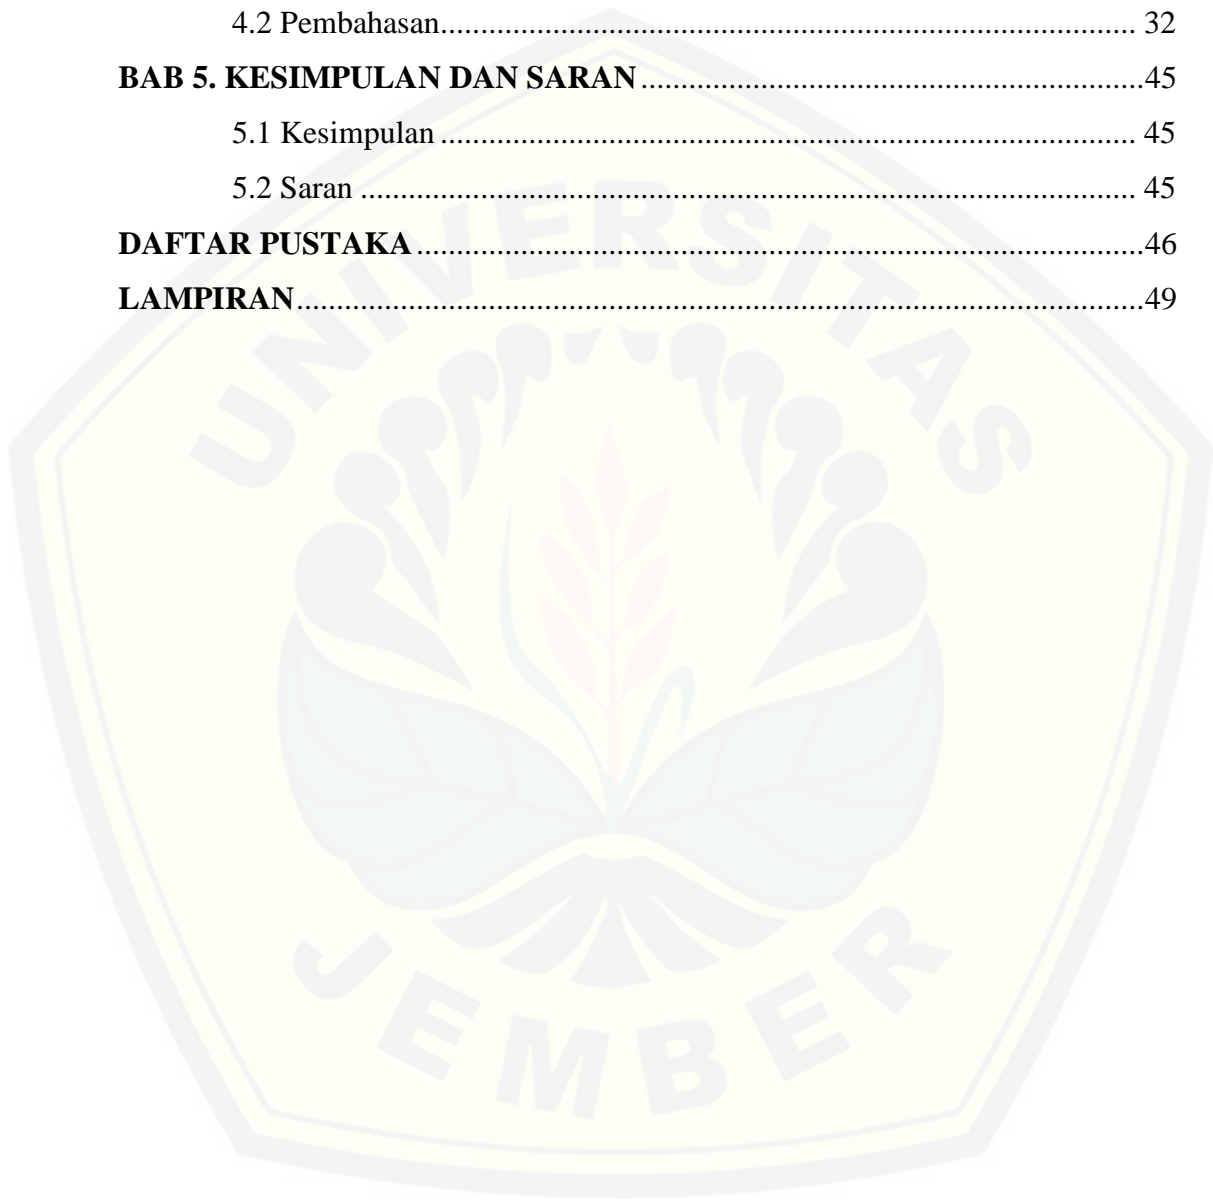 4.2 Pembahasan....................................................................................... 32
BAB 5. KESIMPULAN DAN SARAN...............................................................45
5.1 Kesimpulan ....................................................................................... 45
5.2 Saran ................................................................................................. 45
DAFTAR PUSTAKA...........................................................................................46
LAMPIRAN..........................................................................................................49
UNIVERSITAS
JEMBER